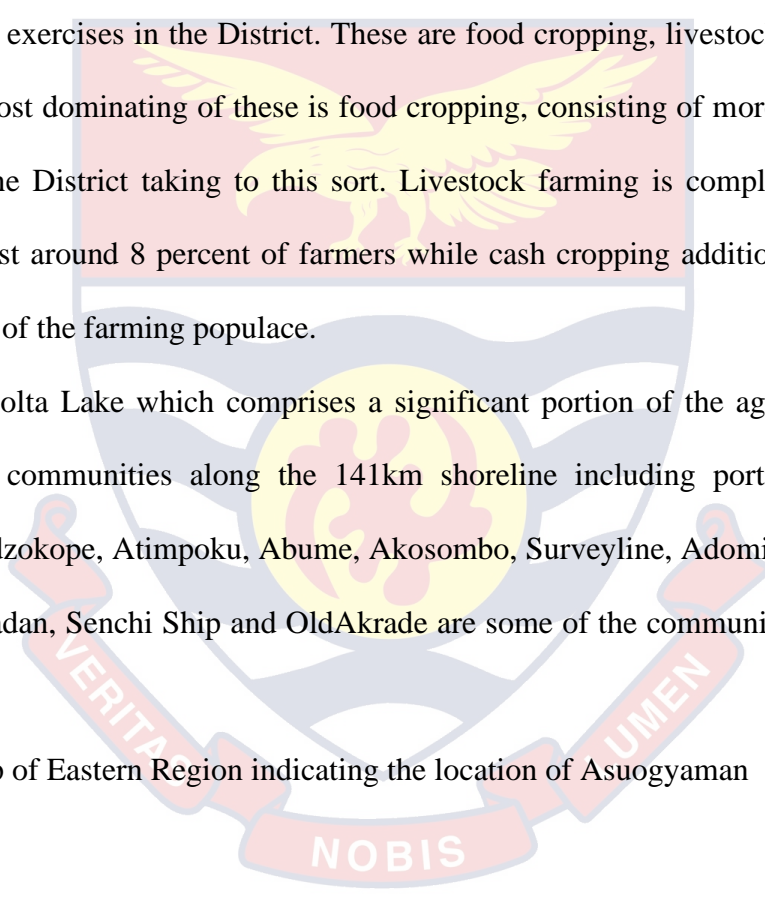 exercises in the District. These are food cropping, livestoc
ost dominating of these is food cropping, consisting of mor
ne District taking to this sort. Livestock farming is compl
st around 8 percent of farmers while cash cropping additio
of the farming populace.
olta Lake which comprises a significant portion of the ag
communities along the 141km shoreline including port
lzokope, Atimpoku, Abume, Akosombo, Surveyline, Adomi
adan, Senchi Ship and OldAkrade are some of the communi
of Eastern Region indicating the location of Asuogyaman
VERITAS
NOBIS
LUMEN